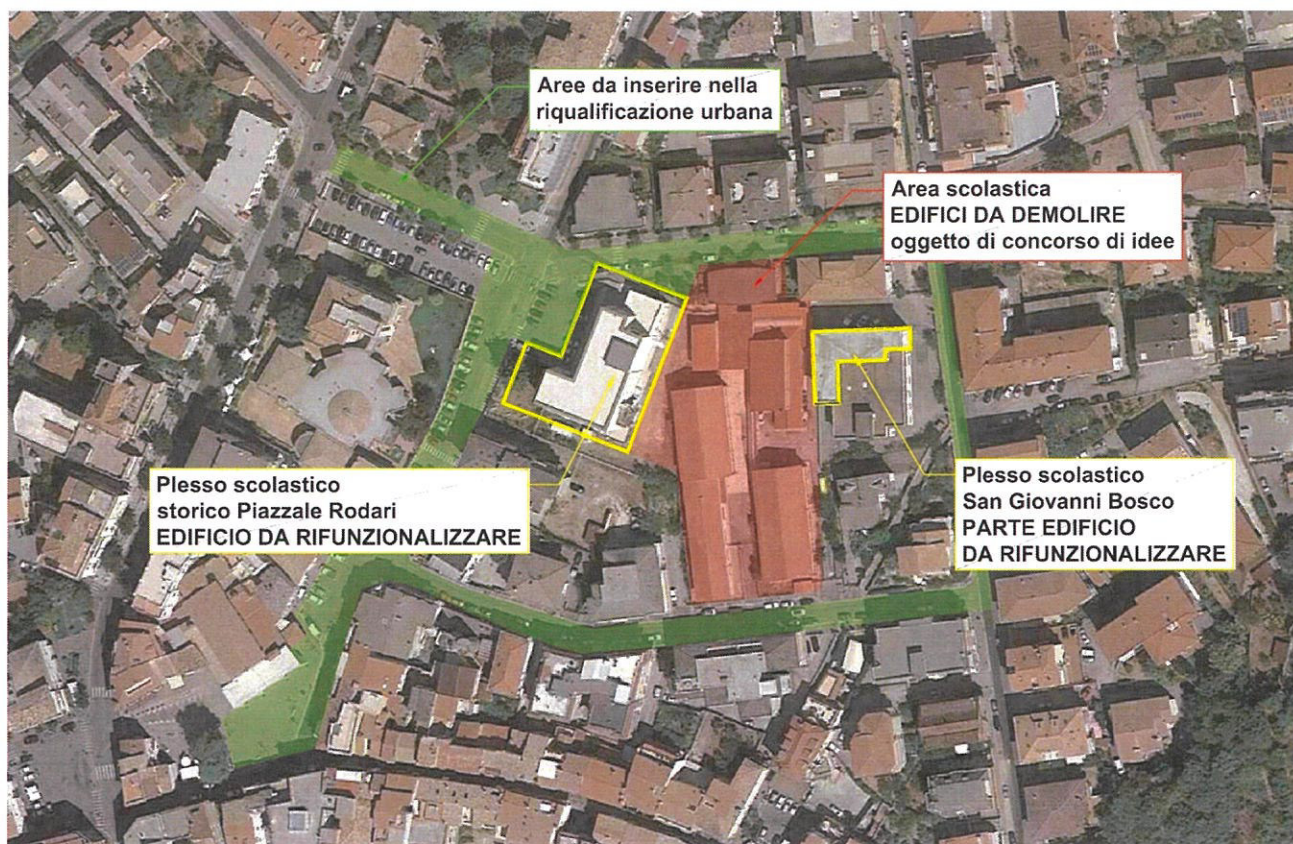 Aree da inserire nella
riqualificazione urbana
Area scolastica
EDIFICI DA DEMOLIRE
oggetto di concorso di idee
Plesso scolastico
storico Piazzale Rodari
EDIFICIO DA RIFUNZIONALIZZARE
Plesso scolastico
San Giovanni Bosco
PARTE EDIFICIO
DA RIFUNZIONALIZZARE